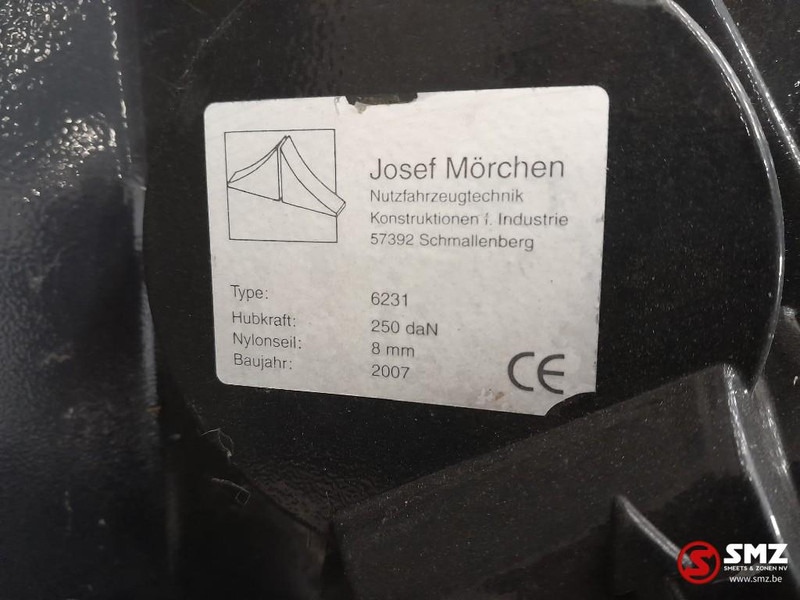 Josef Mörchen
Nutzfahrzeugtechnik
Konstruktionen f. Industrie
57392 Schmallenberg
Type: 6231
Hubkraft: 250 daN
Nylonseil: 8 mm
Baujahr: 2007
CE
SMZ
SMEETS & ZONEN NV
www.smz.be